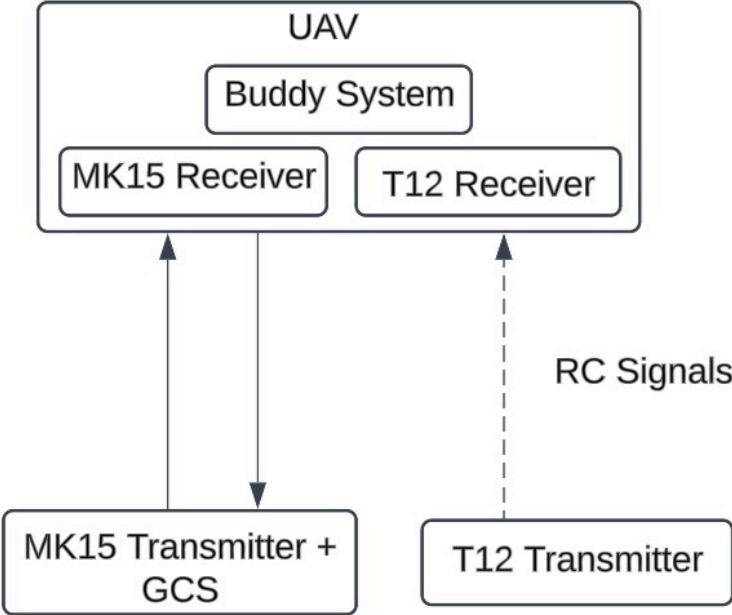 UAV
Buddy System
MK15 Receiver
T12 Receiver
RC Signals
MK15 Transmitter +
GCS
T12 Transmitter